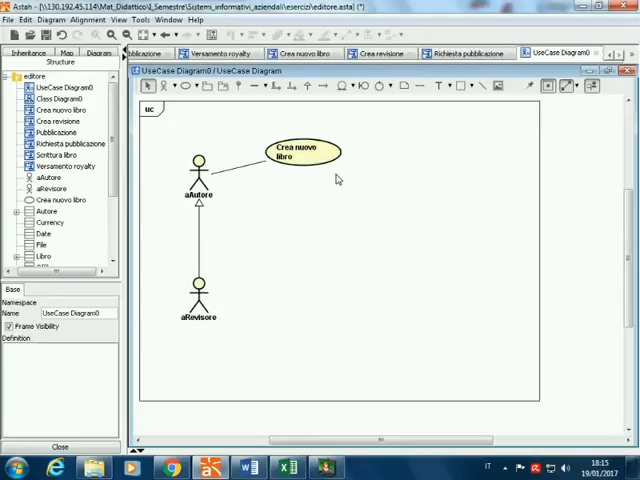 Astah - [\\130.192.45.114\Mat_Didattico\I_Semestre\Sistemi_informativi_aziendali\esercizi\editore.asta] *
File Edit Diagram Alignment View Tools Window Help
Inheritance Map Diagram
Structure
editore
UseCase Diagram0
Class Diagram0
Crea nuovo libro
Crea revisione
Pubblicazione
Richiesta pubblicazione
Scrittura libro
Versamento royalty
aAutore
aRevisore
Crea nuovo libro
Autore
Currency
Date
File
Libro
Base
Namespace
Name UseCase Diagram0
Frame Visibility
Definition
Close
Versamento royalty Crea nuovo libro Crea revisione Richiesta pubblicazione UseCase Diagram0
UseCase Diagram0 / UseCase Diagram
uc
Crea nuovo
libro
aAutore
aRevisore
IT
18:15
19/01/2017